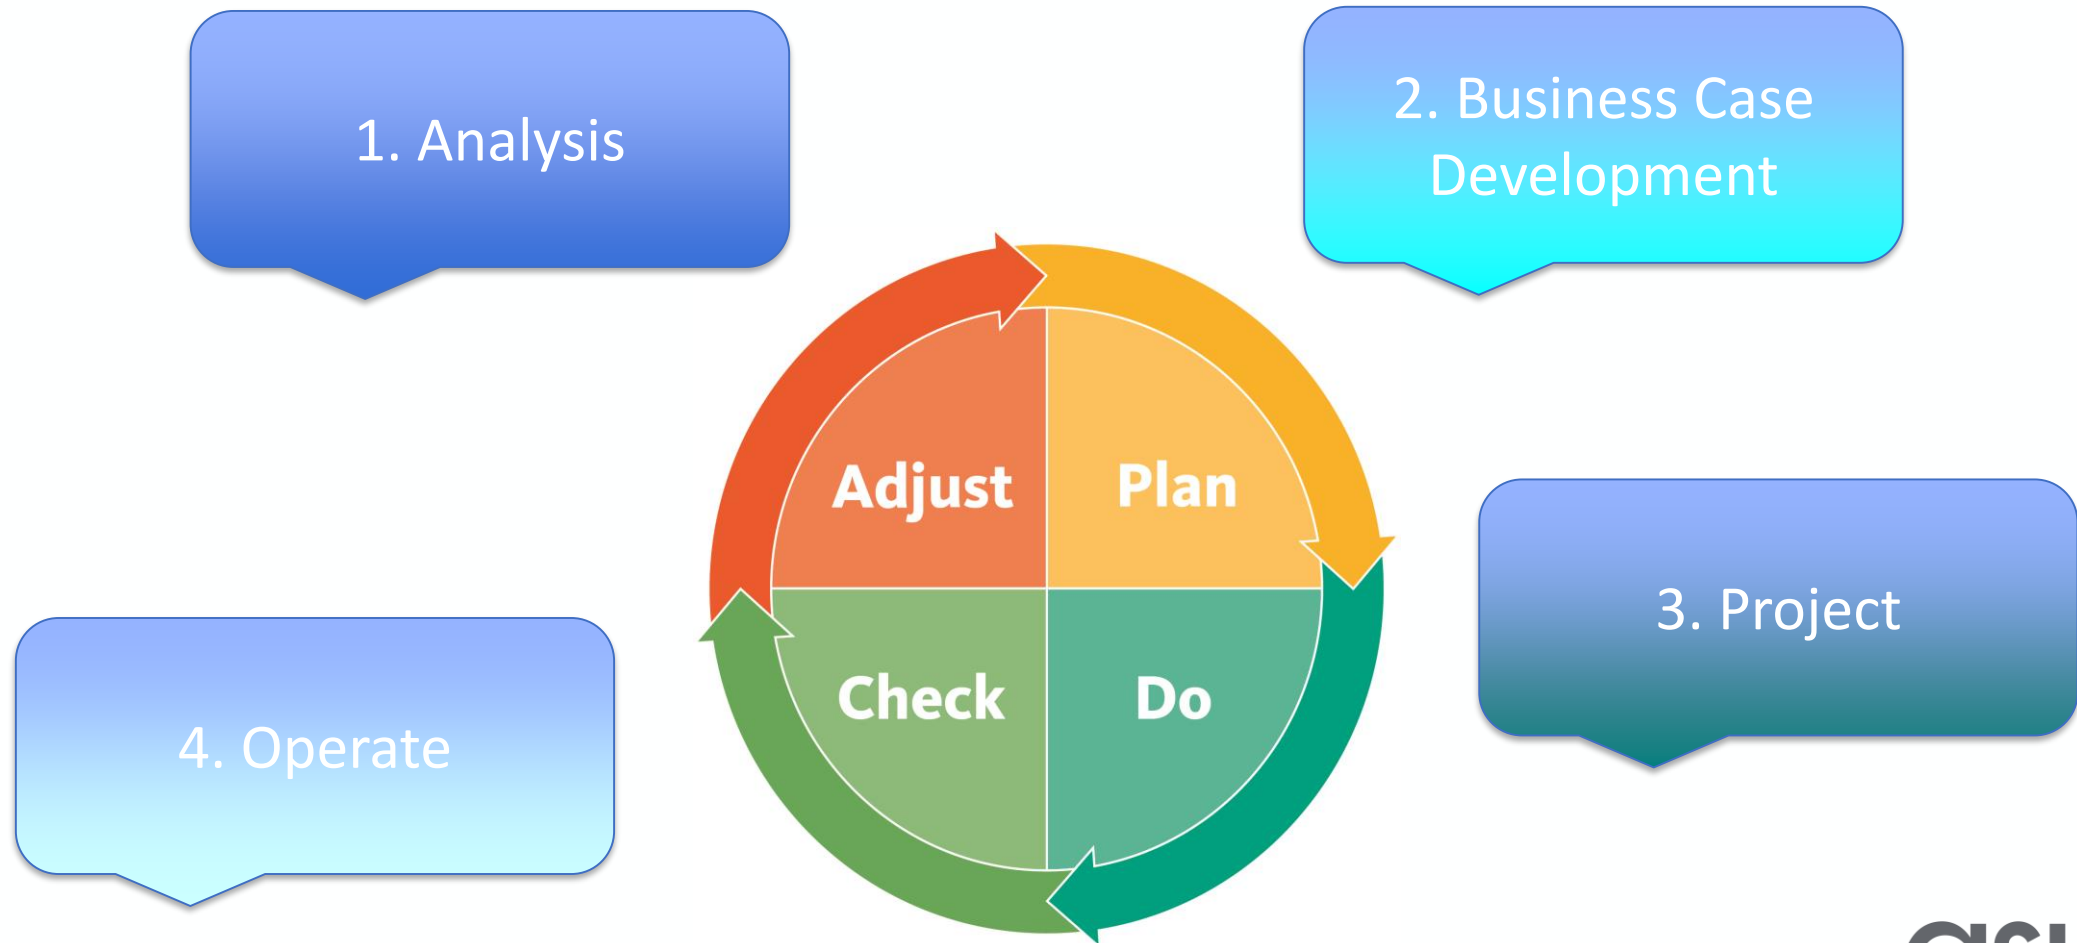 1. Analysis
2. Business Case
Development
Adjust
Plan
3. Project
Check
Do
4. Operate